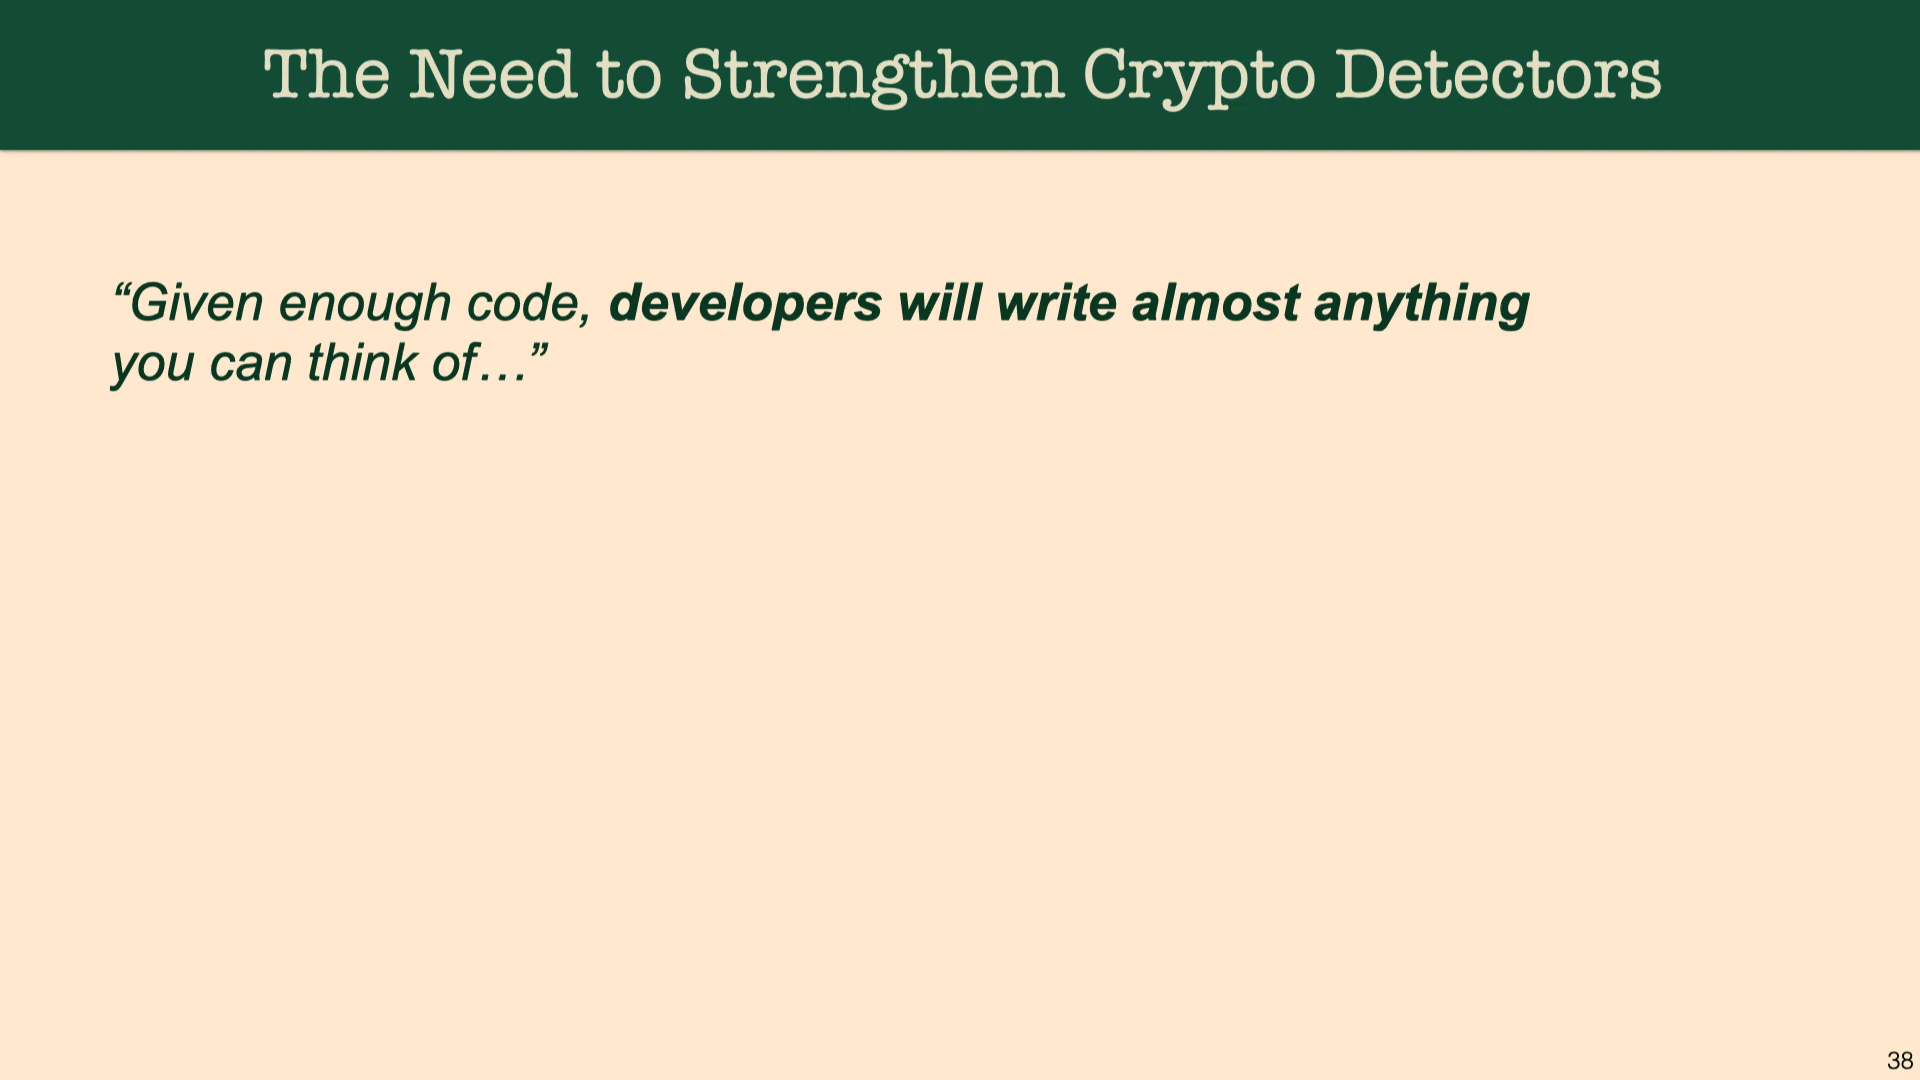 The Need to Strengthen Crypto Detectors
“Given enough code, developers will write almost anything
you can think of…”
38